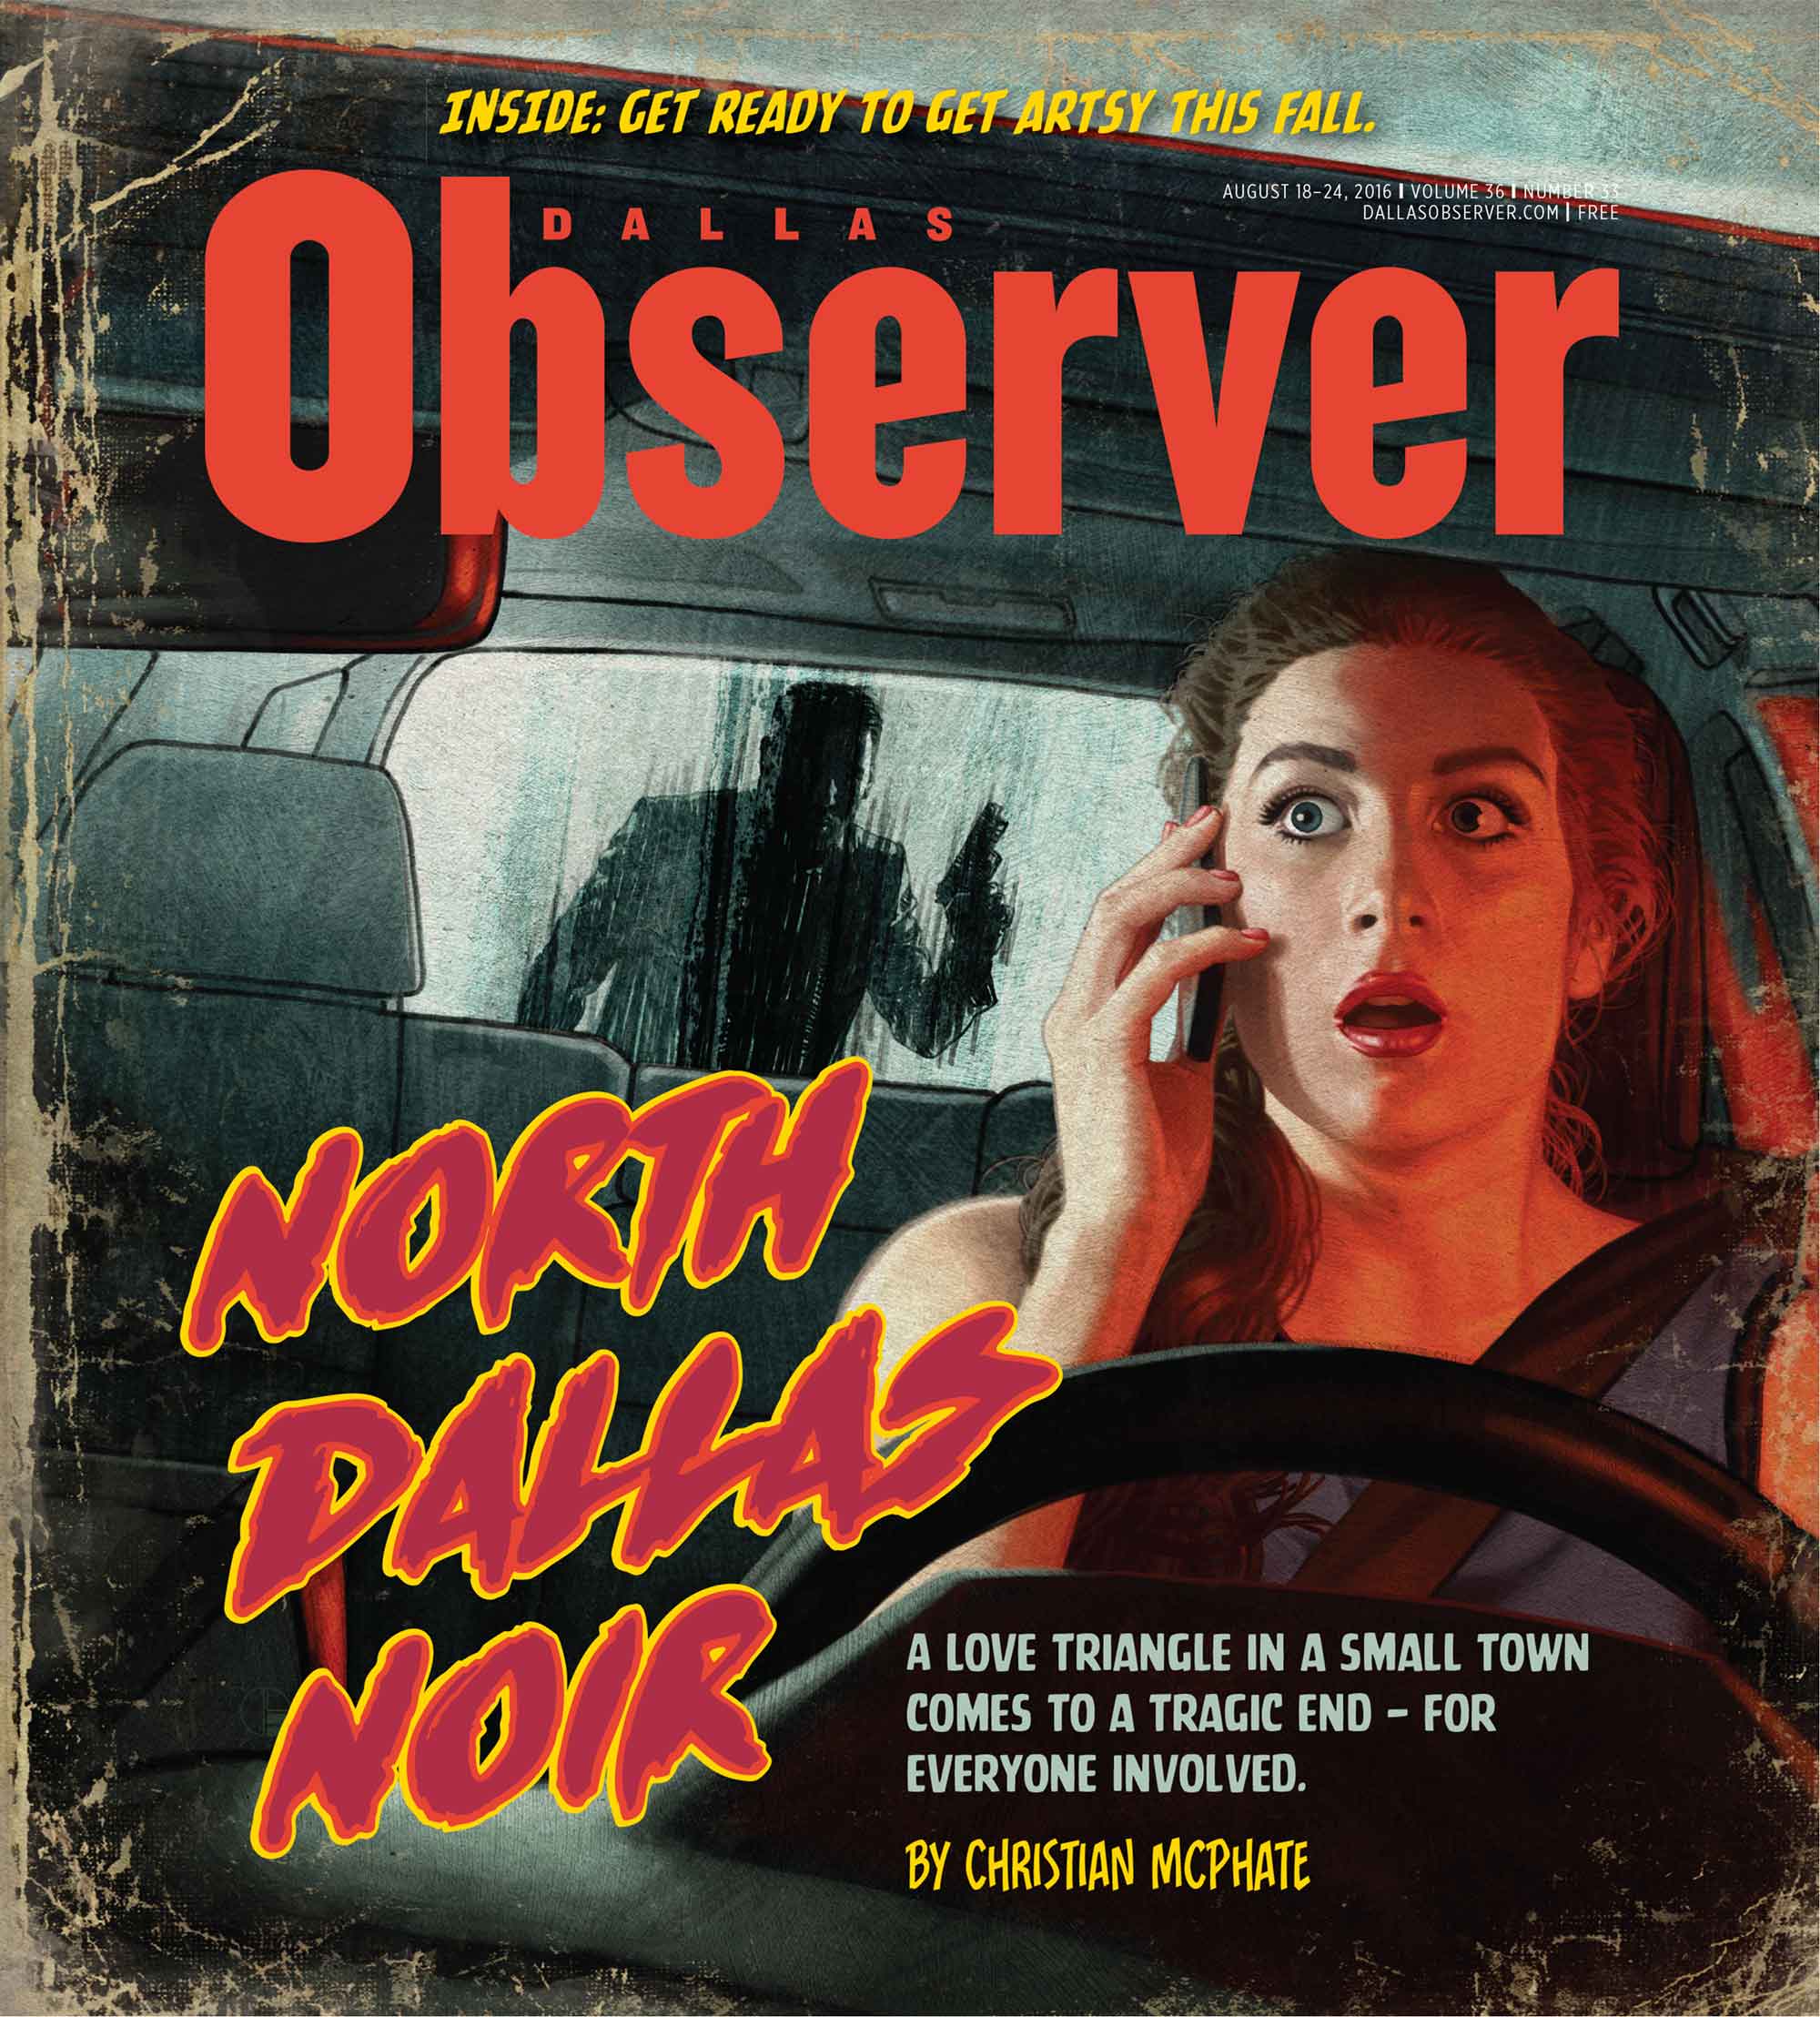 INSIDE: GET READY TO GET ARTSY THIS FALL.
DALLAS
Observer
AUGUST 18–24, 2016 | VOLUME 36 | NUMBER 33
DALLASOBSERVER.COM | FREE
NORTH
DALLAS
NOIR
A LOVE TRIANGLE IN A SMALL TOWN
COMES TO A TRAGIC END – FOR
EVERYONE INVOLVED.
BY CHRISTIAN MCPHATE